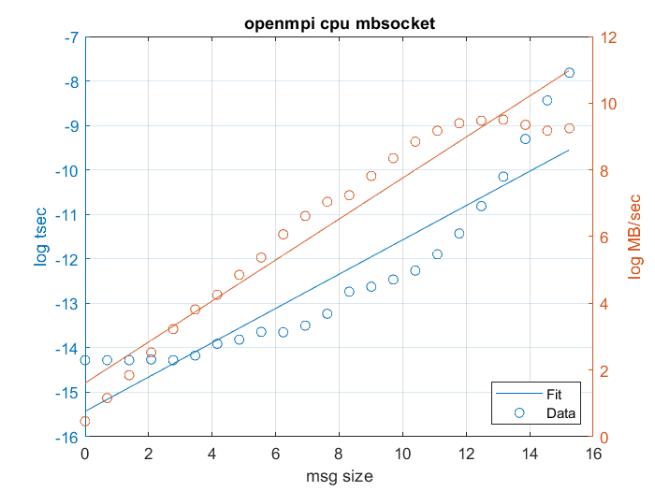 openmpi cpu mbsocket
-7
-8
-9
-10
-11
-12
-13
-14
-15
-16
log tsec
12
10
8
6
4
2
0
log MB/sec
Fit
Data
0 2 4 6 8 10 12 14 16
msg size